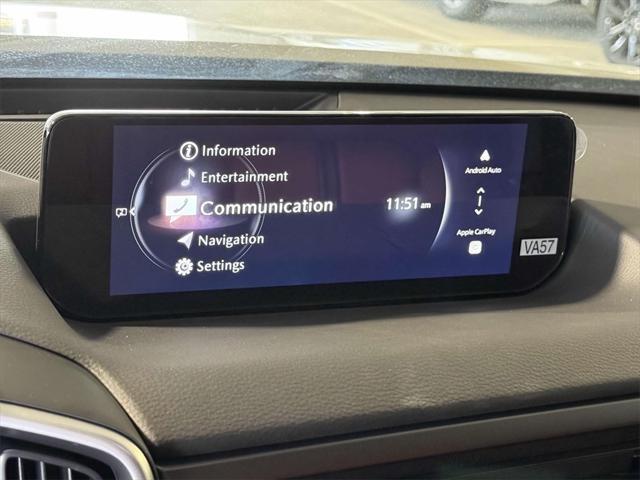 Information
Entertainment
Communication
Navigation
Settings
11:51 am
Android Auto
Apple CarPlay
VA57